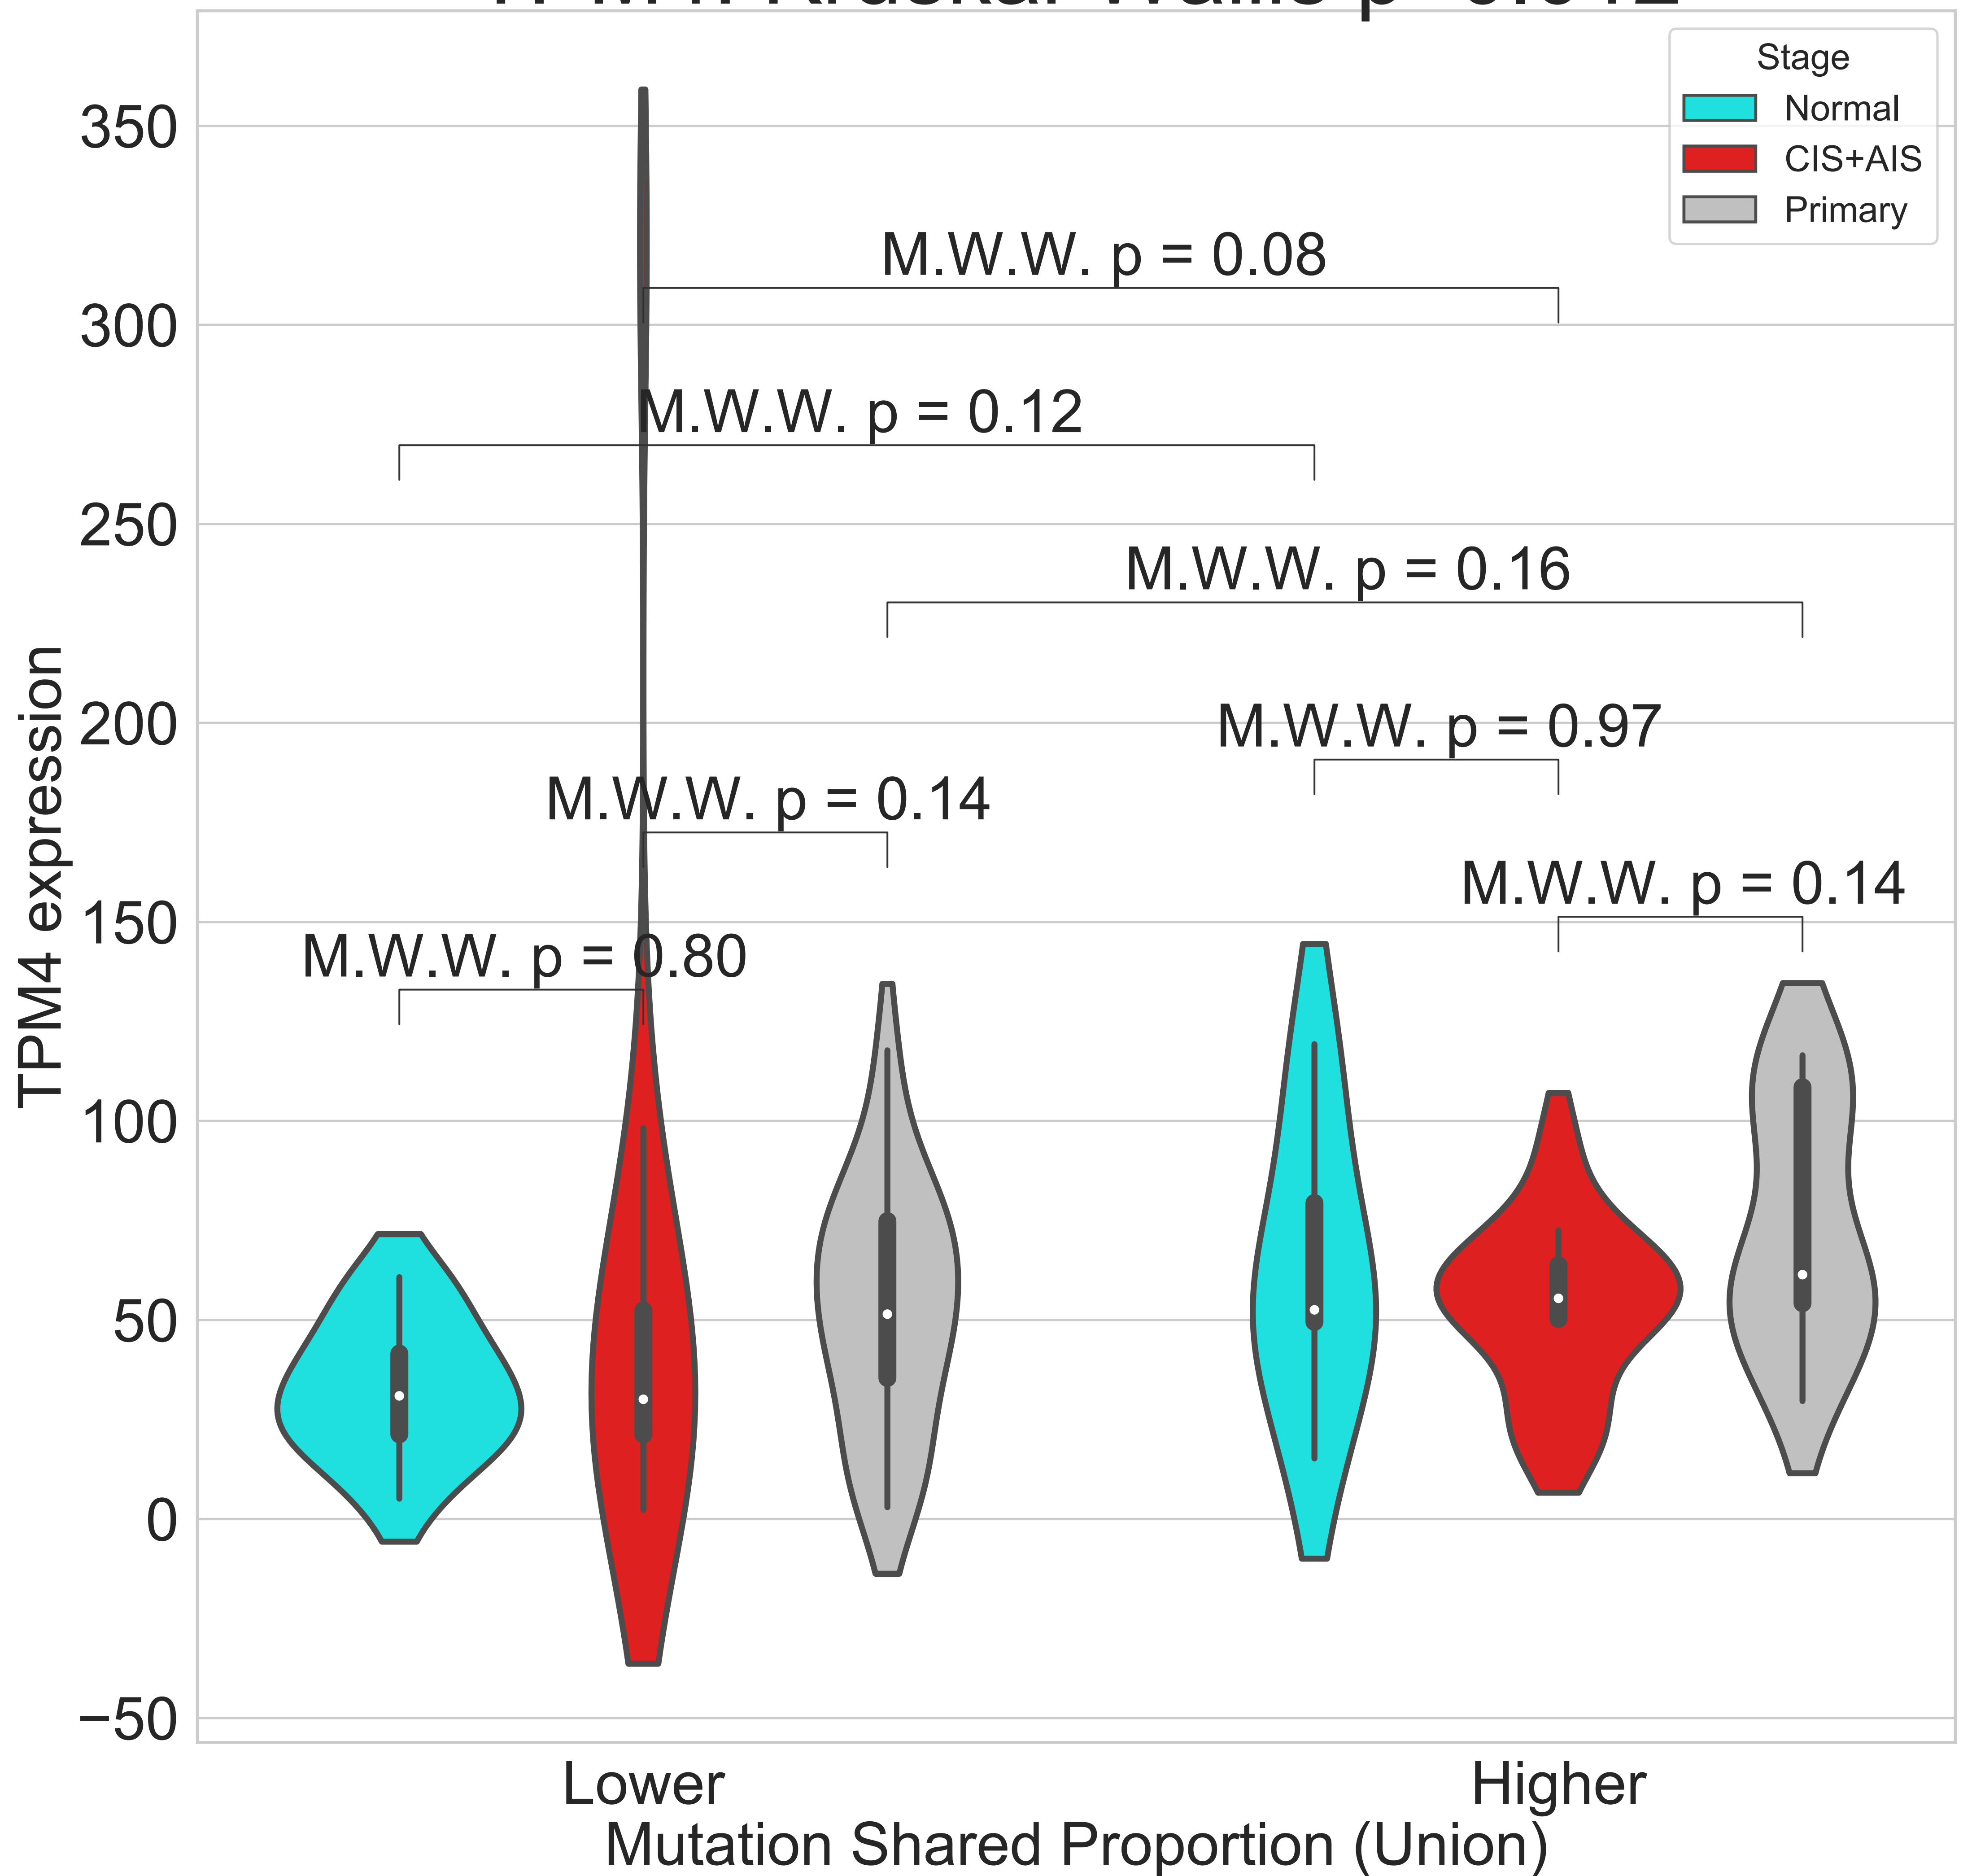 Stage
Normal
CIS+AIS
Primary
350
300
250
200
150
100
50
0
−50
TPM4 expression
M.W.W. p = 0.08
M.W.W. p = 0.12
M.W.W. p = 0.16
M.W.W. p = 0.97
M.W.W. p = 0.14
M.W.W. p = 0.14
M.W.W. p = 0.80
Lower
Higher
Mutation Shared Proportion (Union)